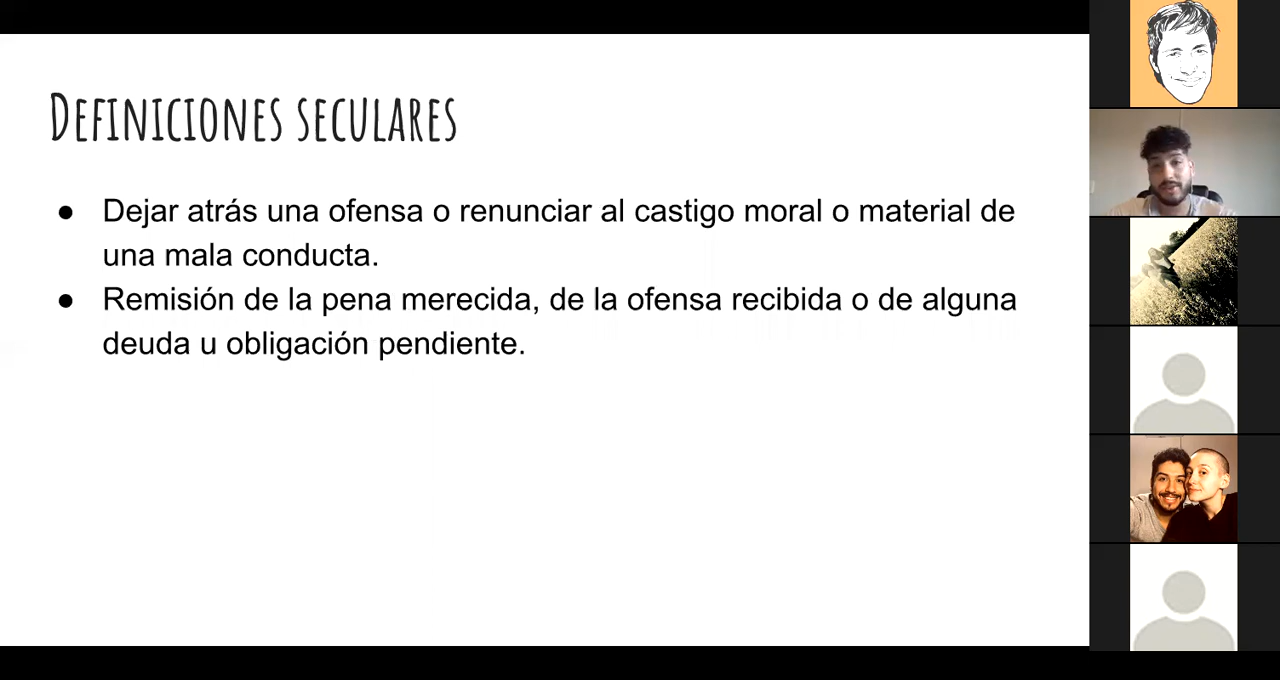 Definiciones seculares
● Dejar atrás una ofensa o renunciar al castigo moral o material de
una mala conducta.
● Remisión de la pena merecida, de la ofensa recibida o de alguna
deuda u obligación pendiente.